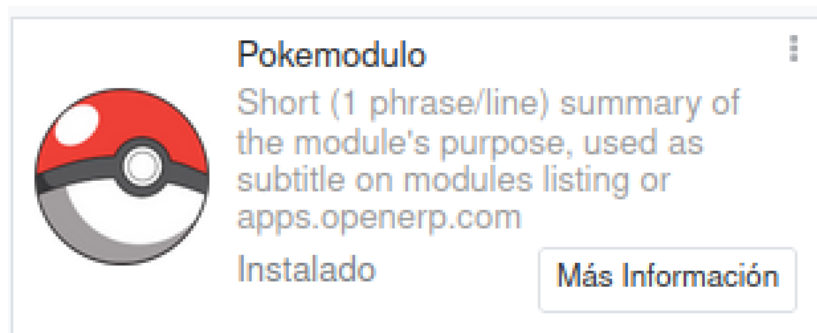 Pokemodulo
Short (1 phrase/line) summary of
the module's purpose, used as
subtitle on modules listing or
apps.openerp.com
Instalado
Más Información